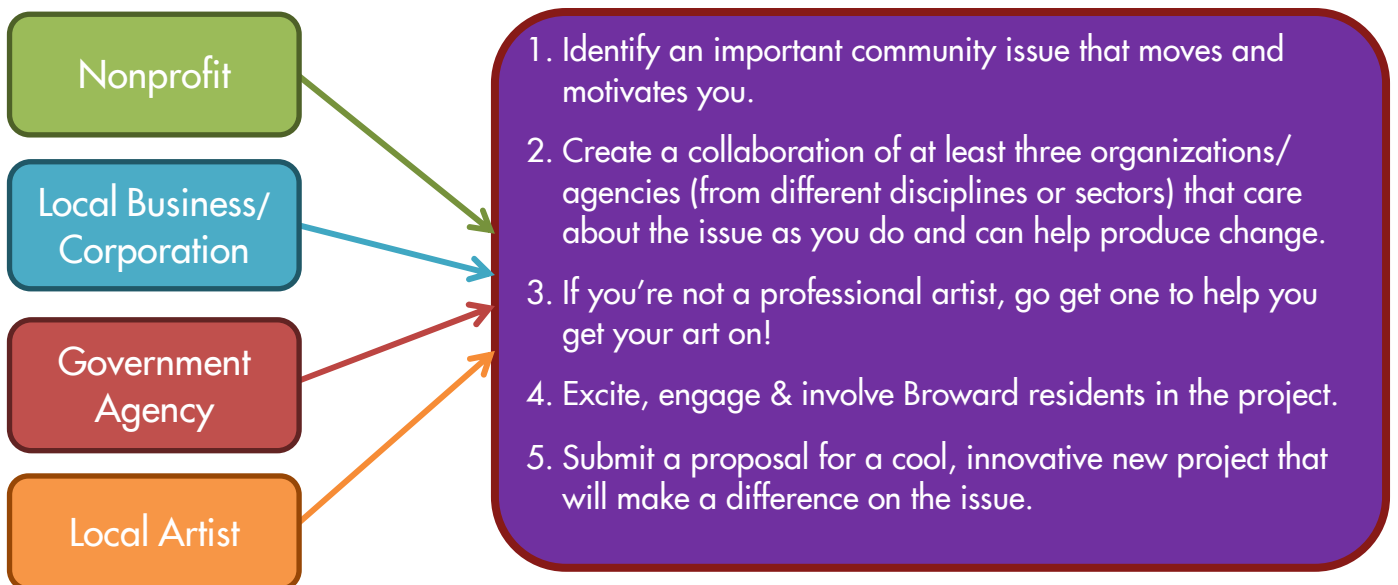 Nonprofit
Local Business/
Corporation
Government
Agency
Local Artist
1. Identify an important community issue that moves and
motivates you.
2. Create a collaboration of at least three organizations/
agencies (from different disciplines or sectors) that care
about the issue as you do and can help produce change.
3. If you're not a professional artist, go get one to help you
get your art on!
4. Excite, engage & involve Broward residents in the project.
5. Submit a proposal for a cool, innovative new project that
will make a difference on the issue.